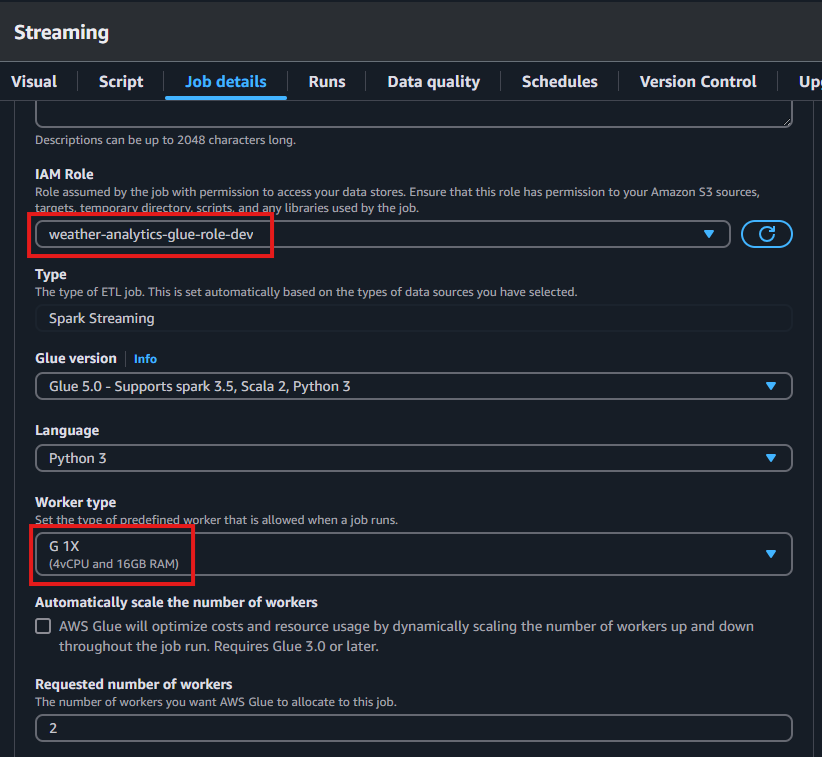 Streaming
Visual
Script
Job details
Runs
Data quality
Schedules
Version Control
Upg
Descriptions can be up to 2048 characters long.
IAM Role
Role assumed by the job with permission to access your data stores. Ensure that this role has permission to your Amazon S3 sources,
targets, temporary directory, scripts, and any libraries used by the job.
weather-analytics-glue-role-dev
Type
The type of ETL job. This is set automatically based on the types of data sources you have selected.
Spark Streaming
Glue version Info
Glue 5.0 - Supports spark 3.5, Scala 2, Python 3
Language
Python 3
Worker type
Set the type of predefined worker that is allowed when a job runs.
G 1X
(4vCPU and 16GB RAM)
Automatically scale the number of workers
AWS Glue will optimize costs and resource usage by dynamically scaling the number of workers up and down
throughout the job run. Requires Glue 3.0 or later.
Requested number of workers
The number of workers you want AWS Glue to allocate to this job.
2